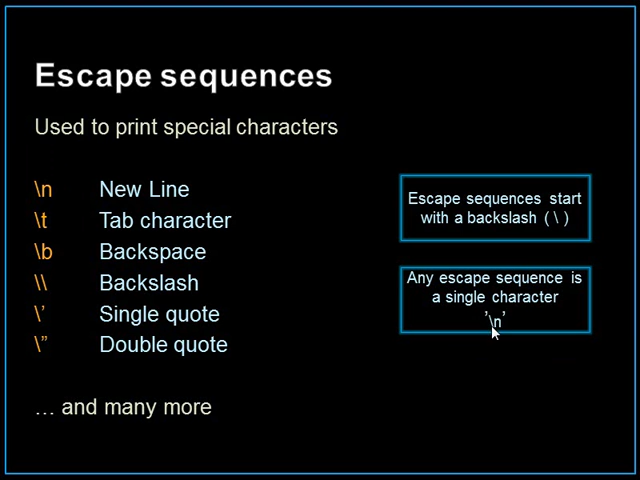 Escape sequences
Used to print special characters
\n New Line
\t Tab character
\b Backspace
\\ Backslash
\’ Single quote
\” Double quote
… and many more
Escape sequences start
with a backslash ( \ )
Any escape sequence is
a single character
’\n’